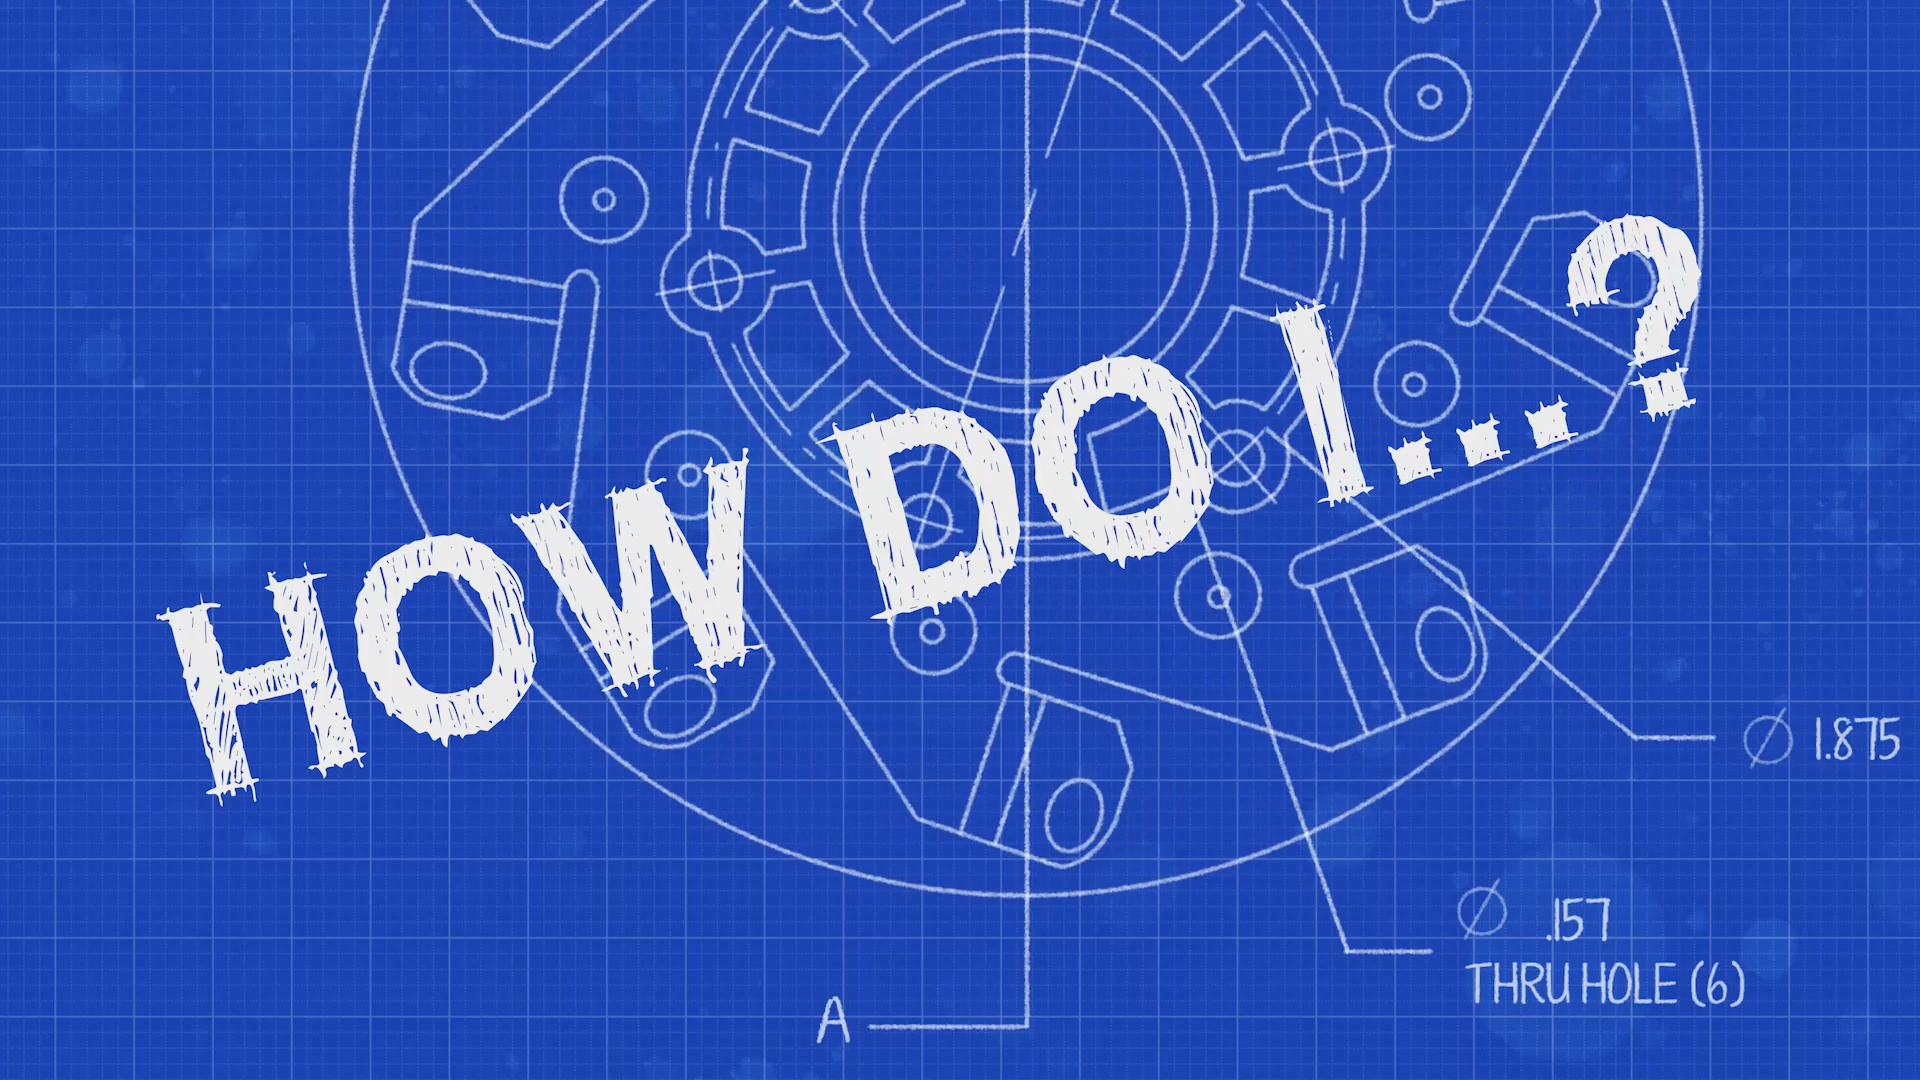 HOW DO I...?
Ø 1.875
Ø .157
THRU HOLE (6)
A